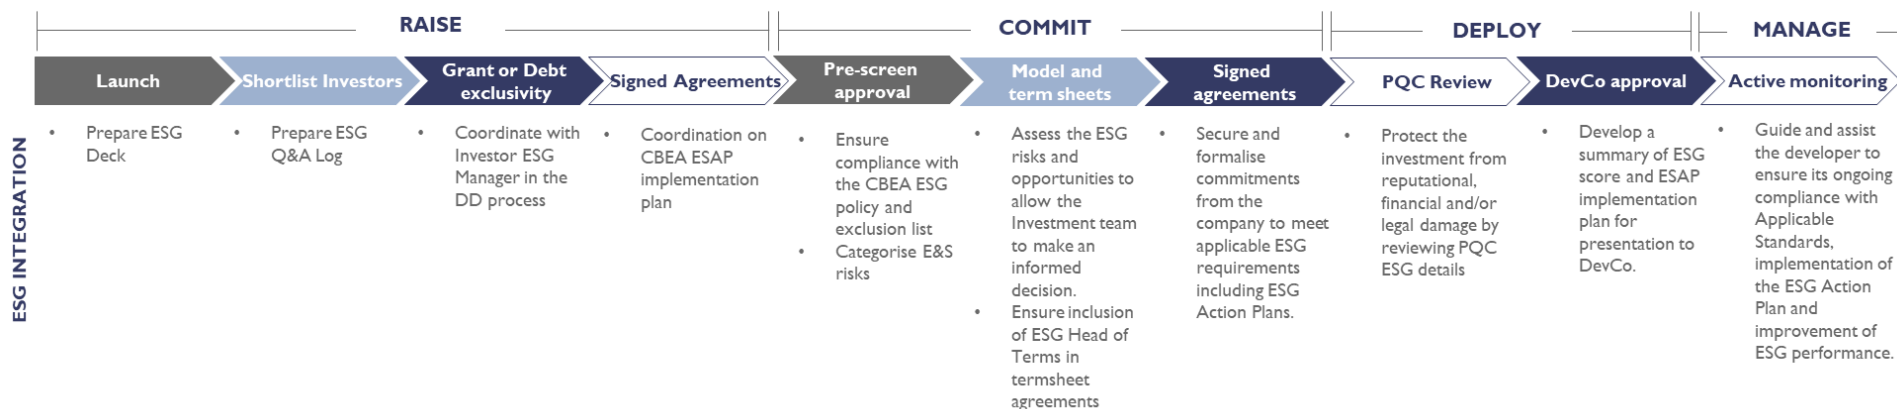 RAISE
COMMIT
DEPLOY
MANAGE
Launch
Shortlist Investors
Grant or Debt
exclusivity
Signed Agreements
Pre-screen
approval
Model and
term sheets
Signed
agreements
PQC Review
DevCo approval
Active monitoring
ESG INTEGRATION
• Prepare ESG
Deck
• Prepare ESG
Q&A Log
• Coordinate with
Investor ESG
Manager in the
DD process
• Coordination on
CBEA ESAP
implementation
plan
• Ensure
compliance with
the CBEA ESG
policy and
exclusion list
• Categorise E&S
risks
• Assess the ESG
risks and
opportunities to
allow the
Investment team
to make an
informed
decision.
• Ensure inclusion
of ESG Head of
Terms in
termsheet
agreements
• Secure and
formalise
commitments
from the
company to meet
applicable ESG
requirements
including ESG
Action Plans.
• Protect the
investment from
reputational,
financial and/or
legal damage by
reviewing PQC
ESG details
• Develop a
summary of ESG
score and ESAP
implementation
plan for
presentation to
DevCo.
• Guide and assist
the developer to
ensure its ongoing
compliance with
Applicable
Standards,
implementation of
the ESG Action
Plan and
improvement of
ESG performance.